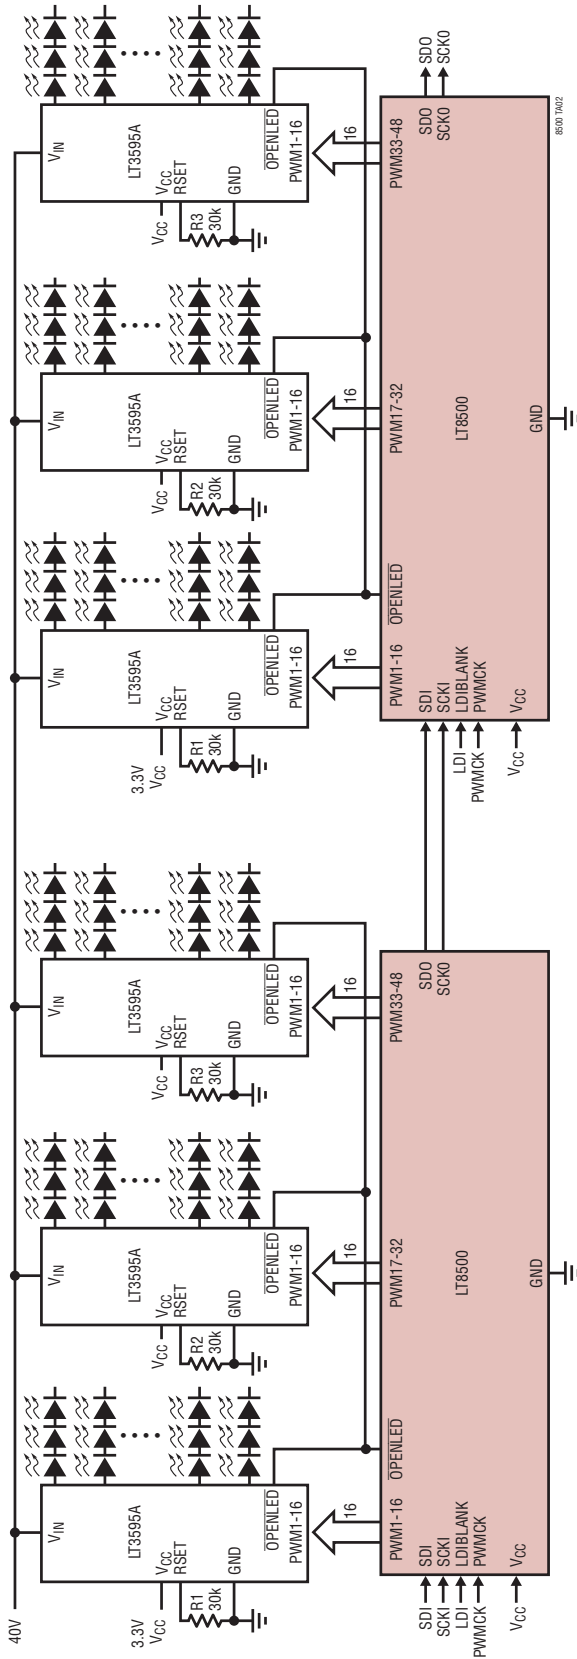 40V
VIN
LT3595A
3.3V
VCC
VCC
RSET
R1
30k
GND
OPENLED
PWM1-16
16
VIN
LT3595A
VCC
VCC
RSET
R2
30k
GND
OPENLED
PWM1-16
16
VIN
LT3595A
VCC
VCC
RSET
R3
30k
GND
OPENLED
PWM1-16
16
PWM1-16
OPENLED
PWM17-32
PWM33-48
SDI
SDI
SCKI
SCKI
LDI
LDIBLANK
PWMCK
PWMCK
VCC
VCC
LT8500
GND
SDO
SCK0
VIN
LT3595A
3.3V
VCC
VCC
RSET
R1
30k
GND
OPENLED
PWM1-16
16
VIN
LT3595A
VCC
VCC
RSET
R2
30k
GND
OPENLED
PWM1-16
16
VIN
LT3595A
VCC
VCC
RSET
R3
30k
GND
OPENLED
PWM1-16
16
PWM1-16
OPENLED
PWM17-32
PWM33-48
SDI
SCKI
LDI
LDIBLANK
PWMCK
PWMCK
VCC
VCC
LT8500
GND
SDO
SDO
SCK0
SCK0
8500 TA02